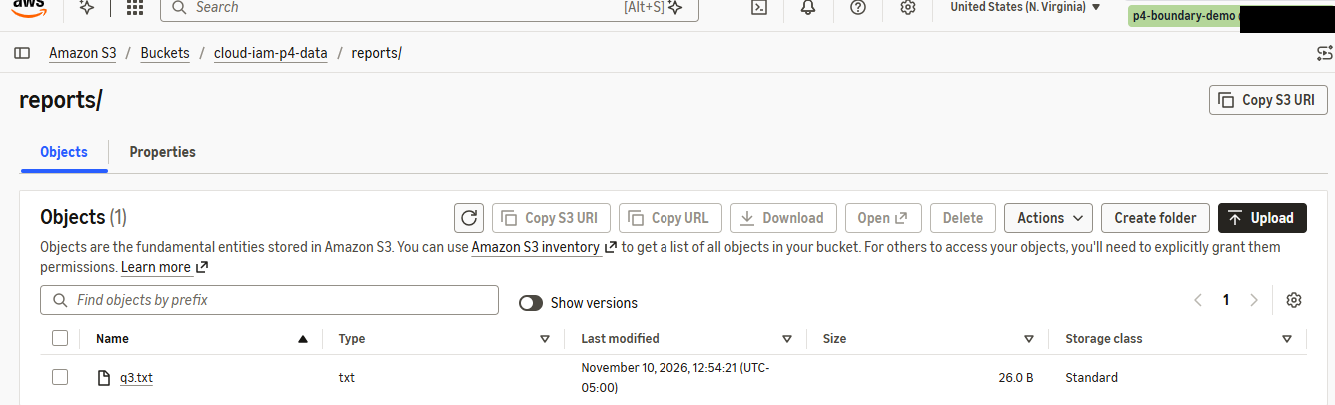 aws
Search [Alt+S]
United States (N. Virginia)
p4-boundary-demo
Amazon S3 / Buckets / cloud-iam-p4-data / reports/
reports/
Copy S3 URI
Objects
Properties
Objects (1)
Copy S3 URI
Copy URL
Download
Open
Delete
Actions
Create folder
Upload
Objects are the fundamental entities stored in Amazon S3. You can use Amazon S3 inventory to get a list of all objects in your bucket. For others to access your objects, you'll need to explicitly grant them
permissions. Learn more
Find objects by prefix
Show versions
1
Name Type Last modified Size Storage class
q3.txt txt November 10, 2026, 12:54:21 (UTC-
05:00) 26.0 B Standard